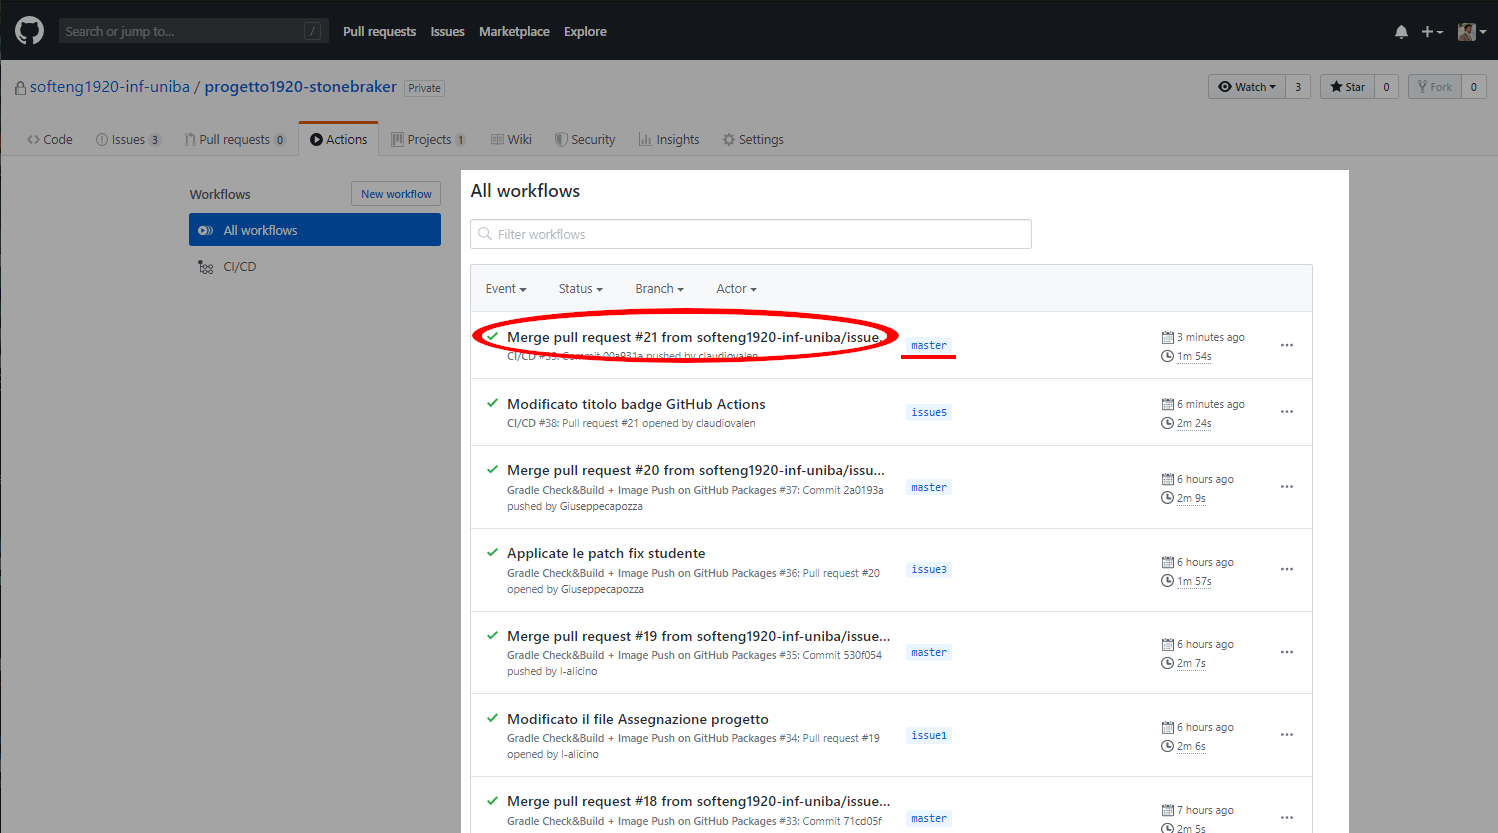 Search or jump to... /
Pull requests Issues Marketplace Explore
softeng1920-inf-uniba / progetto1920-stonebraker Private
Watch 3 Star 0 Fork 0
Code Issues 3 Pull requests 0 Actions Projects 1 Wiki Security Insights Settings
Workflows New workflow
All workflows
CI/CD
All workflows
Filter workflows
Event Status Branch Actor
Merge pull request #21 from softeng1920-inf-uniba/issue...
CI/CD #39: Commit 00a931a pushed by claudiovalen
master
3 minutes ago
1m 54s
Modificato titolo badge GitHub Actions
CI/CD #38: Pull request #21 opened by claudiovalen
issue5
6 minutes ago
2m 24s
Merge pull request #20 from softeng1920-inf-uniba/issu...
Gradle Check&Build + Image Push on GitHub Packages #37: Commit 2a0193a
pushed by Giuseppecapozza
master
6 hours ago
2m 9s
Applicate le patch fix studente
Gradle Check&Build + Image Push on GitHub Packages #36: Pull request #20
opened by Giuseppecapozza
issue3
6 hours ago
1m 57s
Merge pull request #19 from softeng1920-inf-uniba/issue...
Gradle Check&Build + Image Push on GitHub Packages #35: Commit 530f054
pushed by l-alicino
master
6 hours ago
2m 7s
Modificato il file Assegnazione progetto
Gradle Check&Build + Image Push on GitHub Packages #34: Pull request #19
opened by l-alicino
issue1
6 hours ago
2m 6s
Merge pull request #18 from softeng1920-inf-uniba/issue...
Gradle Check&Build + Image Push on GitHub Packages #33: Commit 71cd05f
master
7 hours ago
2m 5s